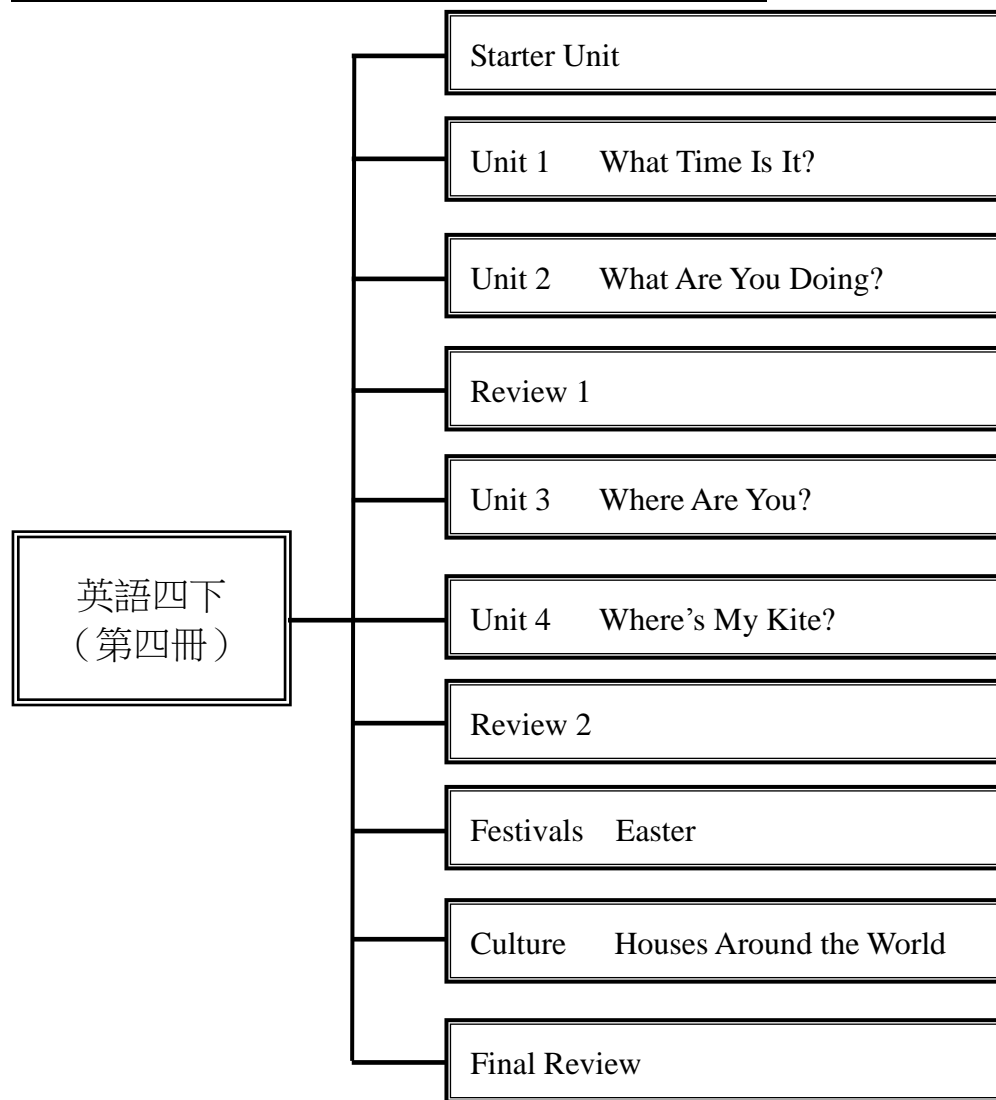 Starter Unit
Unit 1 What Time Is It?
Unit 2 What Are You Doing?
Review 1
Unit 3 Where Are You?
英語四下
（第四冊）
Unit 4 Where’s My Kite?
Review 2
Festivals Easter
Culture Houses Around the World
Final Review